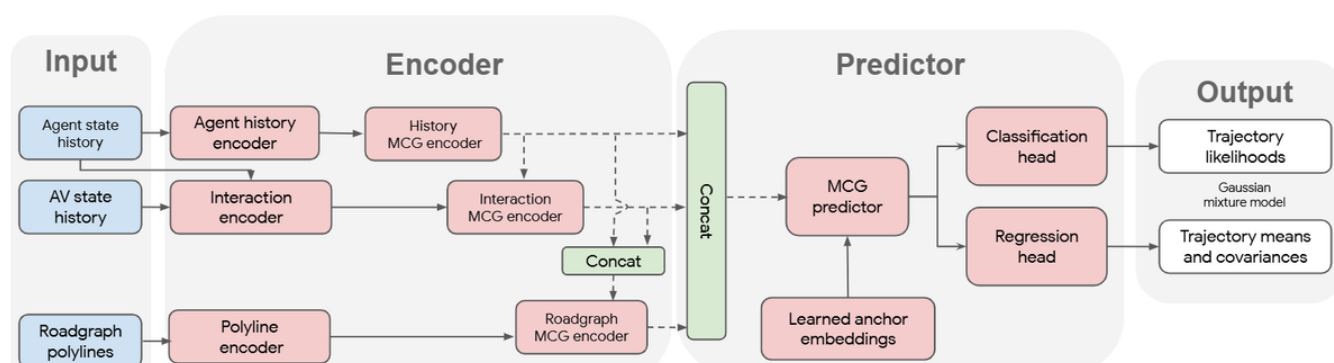 Input
Encoder
Predictor
Output
Agent state
history
Agent history
encoder
History
MCG encoder
AV state
history
Interaction
encoder
Interaction
MCG encoder
Concat
Roadgraph
polylines
Polyline
encoder
Roadgraph
MCG encoder
Concat
MCG
predictor
Learned anchor
embeddings
Classification
head
Regression
head
Trajectory
likelihoods
Gaussian
mixture model
Trajectory means
and covariances